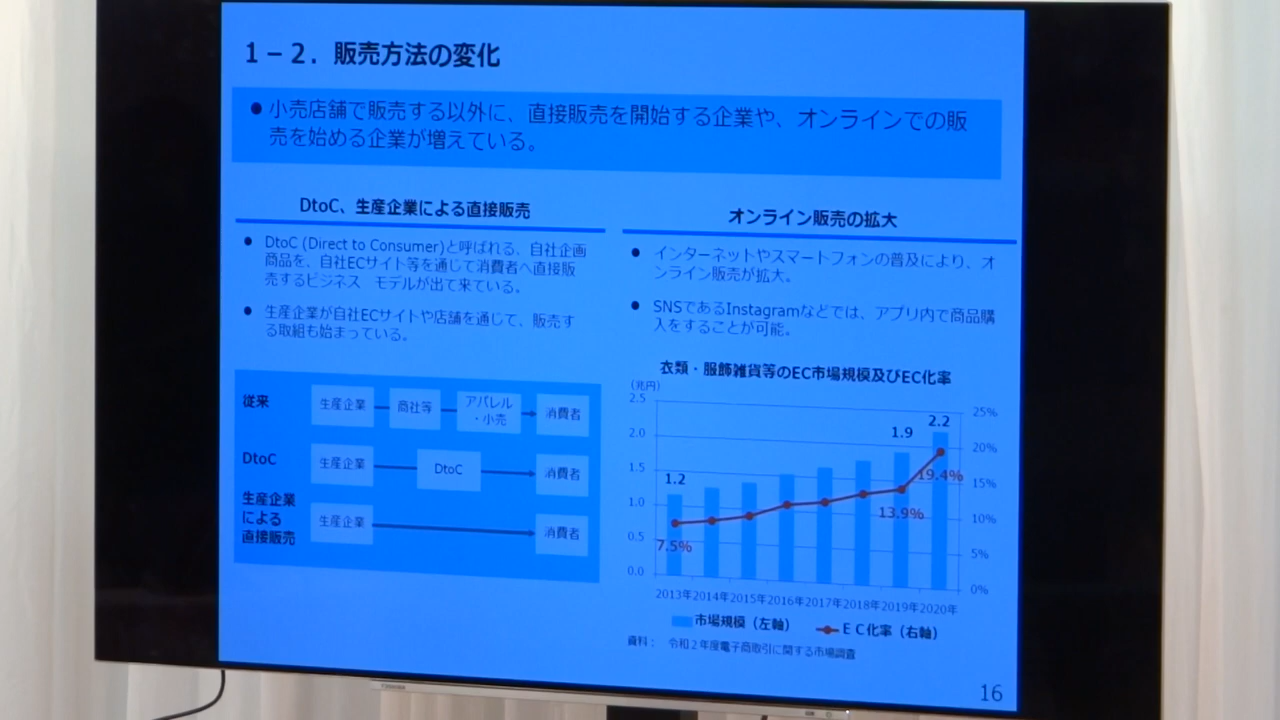 1－2．販売方法の変化
● 小売店舗で販売する以外に、直接販売を開始する企業や、オンラインでの販
売を始める企業が増えている。
DtoC、生産企業による直接販売
● DtoC (Direct to Consumer)と呼ばれる、自社企画
商品を、自社ECサイト等を通じて消費者へ直接販
売するビジネス　モデルが出て来ている。
● 生産企業が自社ECサイトや店舗を通じて、販売す
る取組も始まっている。
従来
生産企業
商社等
アパレル
・小売
消費者
DtoC
生産企業
DtoC
消費者
生産企業
による
直接販売
生産企業
消費者
オンライン販売の拡大
● インターネットやスマートフォンの普及により、オ
ンライン販売が拡大。
● SNSであるInstagramなどでは、アプリ内で商品購
入をすることが可能。
衣類・服飾雑貨等のEC市場規模及びEC化率
(兆円)
2.5
2.0
1.5
1.0
0.5
0.0
25%
20%
15%
10%
5%
0%
1.2
1.9
2.2
7.5%
13.9%
19.4%
2013年2014年2015年2016年2017年2018年2019年2020年
市場規模（左軸）
ＥＣ化率（右軸）
資料：　令和２年度電子商取引に関する市場調査
16